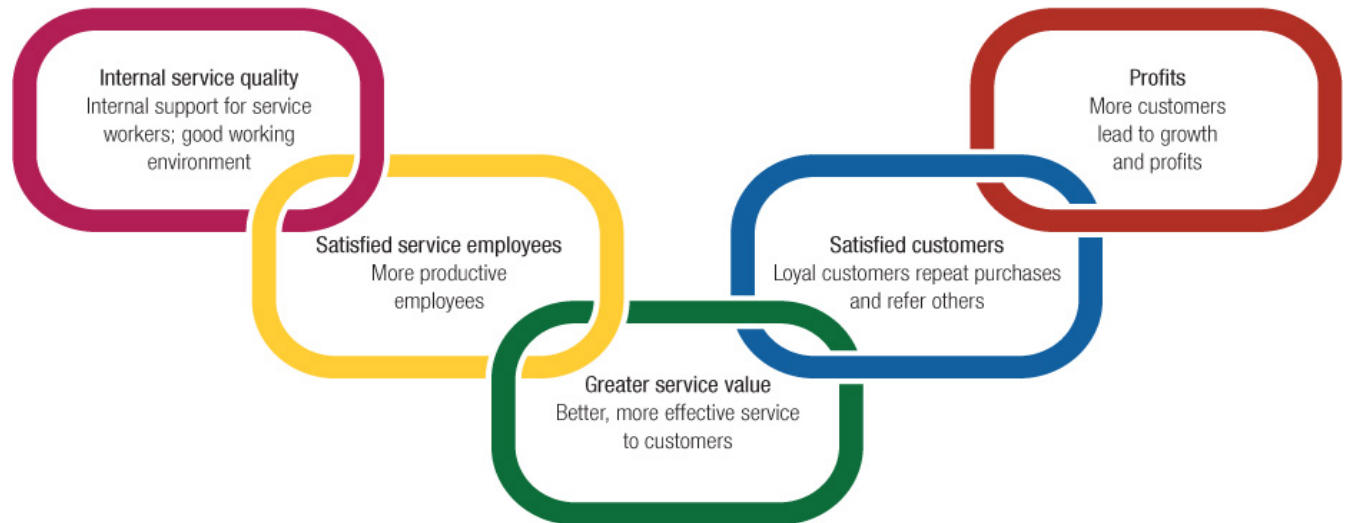 Internal service quality
Internal support for service
workers; good working
environment
Satisfied service employees
More productive
employees
Greater service value
Better, more effective service
to customers
Satisfied customers
Loyal customers repeat purchases
and refer others
Profits
More customers
lead to growth
and profits